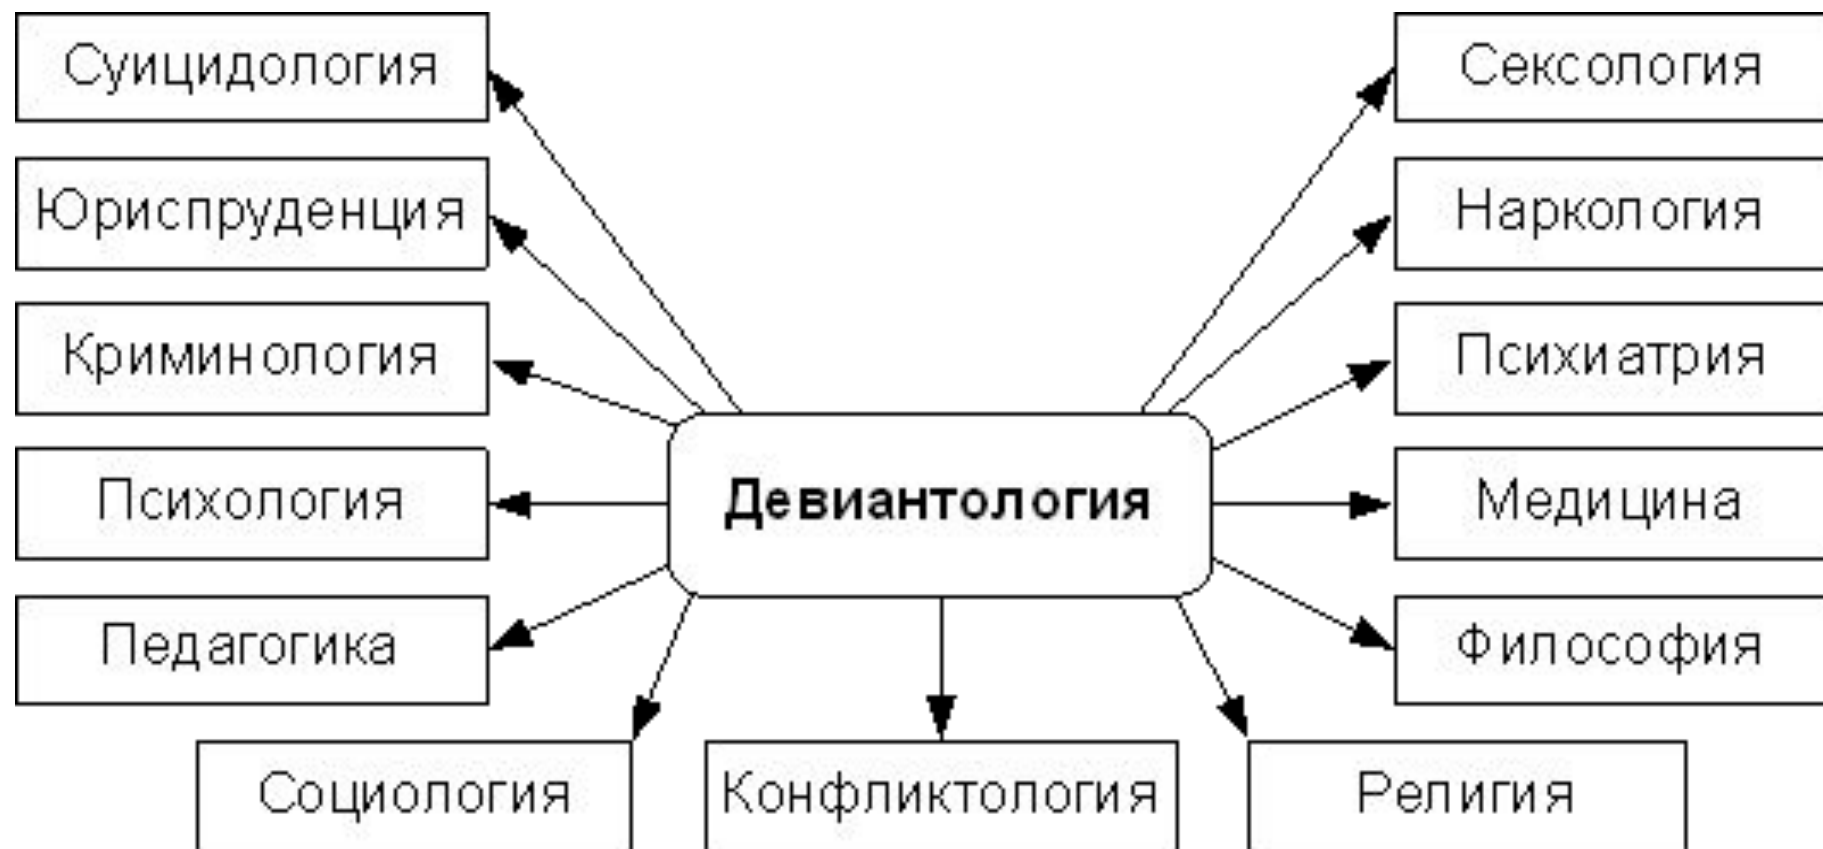 Суицидология
Сексология
Юриспруденция
Наркология
Криминология
Психиатрия
Психология
Девиантология
Медицина
Педагогика
Философия
Социология
Конфликтология
Религия